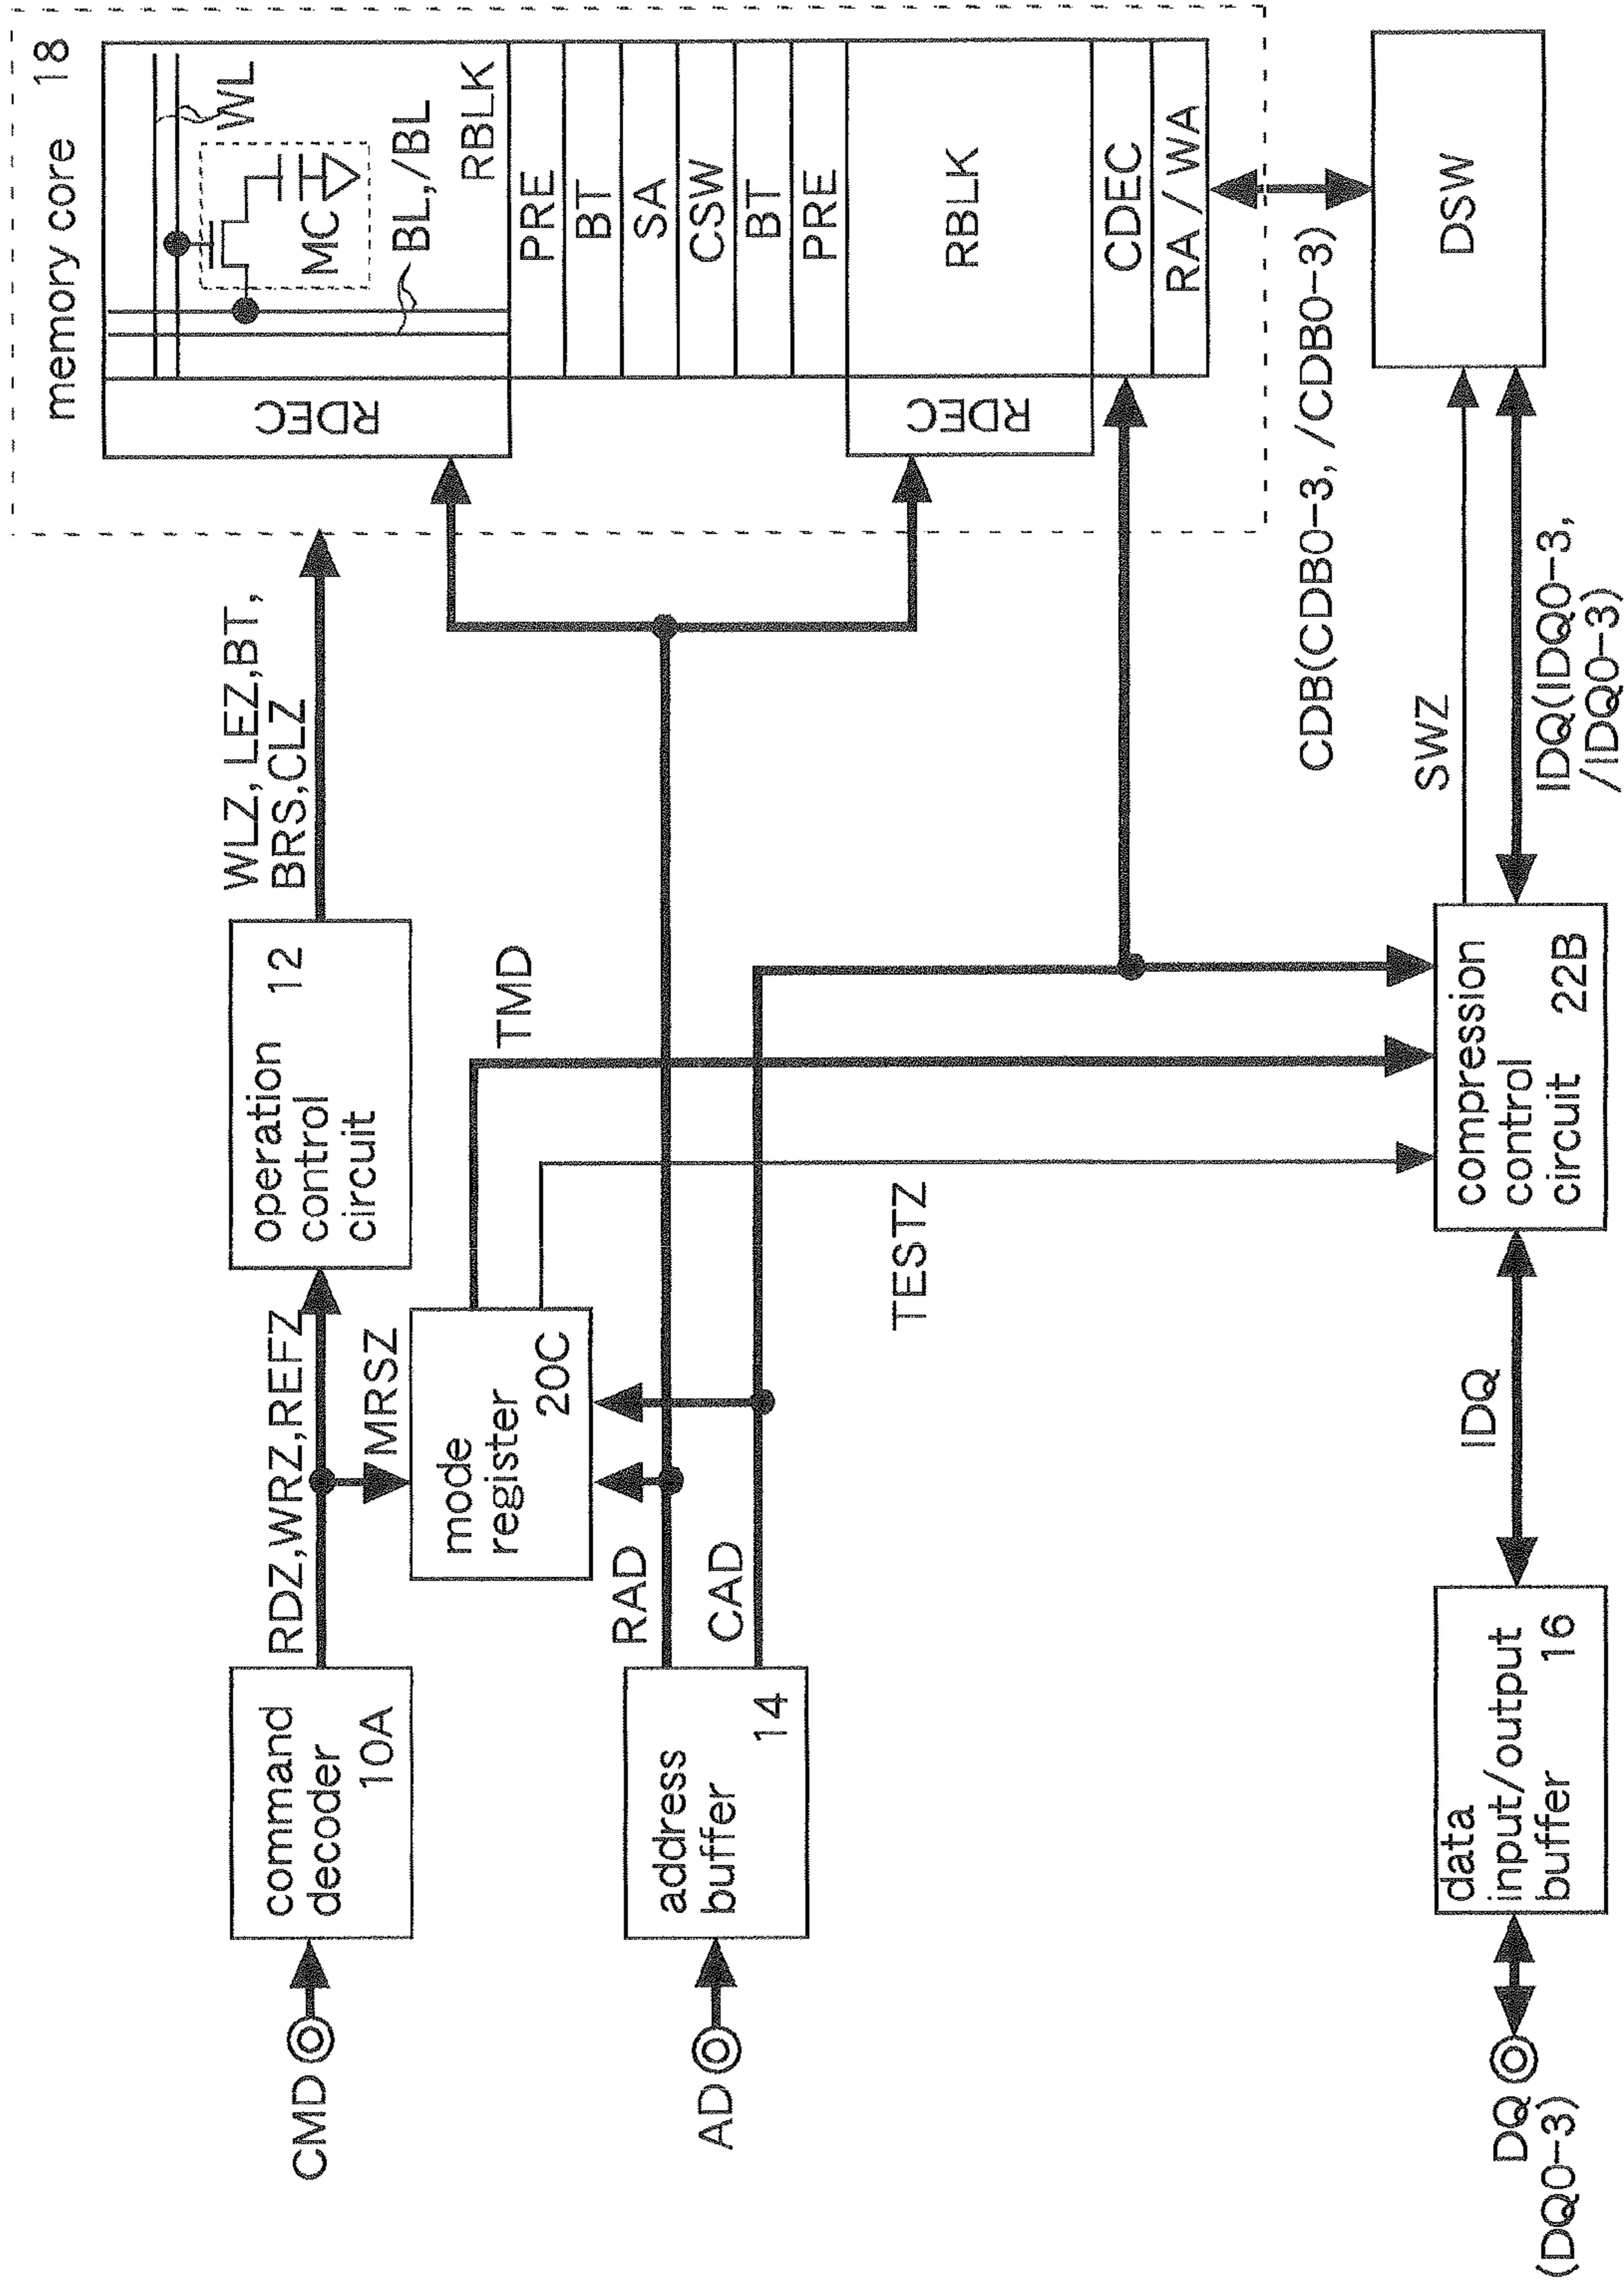 memory core 18
WL
MC
BL,/BL
RBLK
RDEC
PRE
BT
SA
CSW
BT
PRE
RBLK
RDEC
CDEC
RA / WA
CMD
command
decoder
10A
RDZ,WRZ,REFZ
MRSZ
operation
control 12
circuit
WLZ, LEZ,BT,
BRS,CLZ
mode
register
20C
TMD
TESTZ
AD
address
buffer
14
RAD
CAD
DQ
(DQ0-3)
data
input/output
buffer 16
IDQ
compression
control
circuit 22B
SWZ
IDQ(IDQ0-3,
/IDQ0-3)
CDB(CDB0-3, /CDB0-3)
DSW